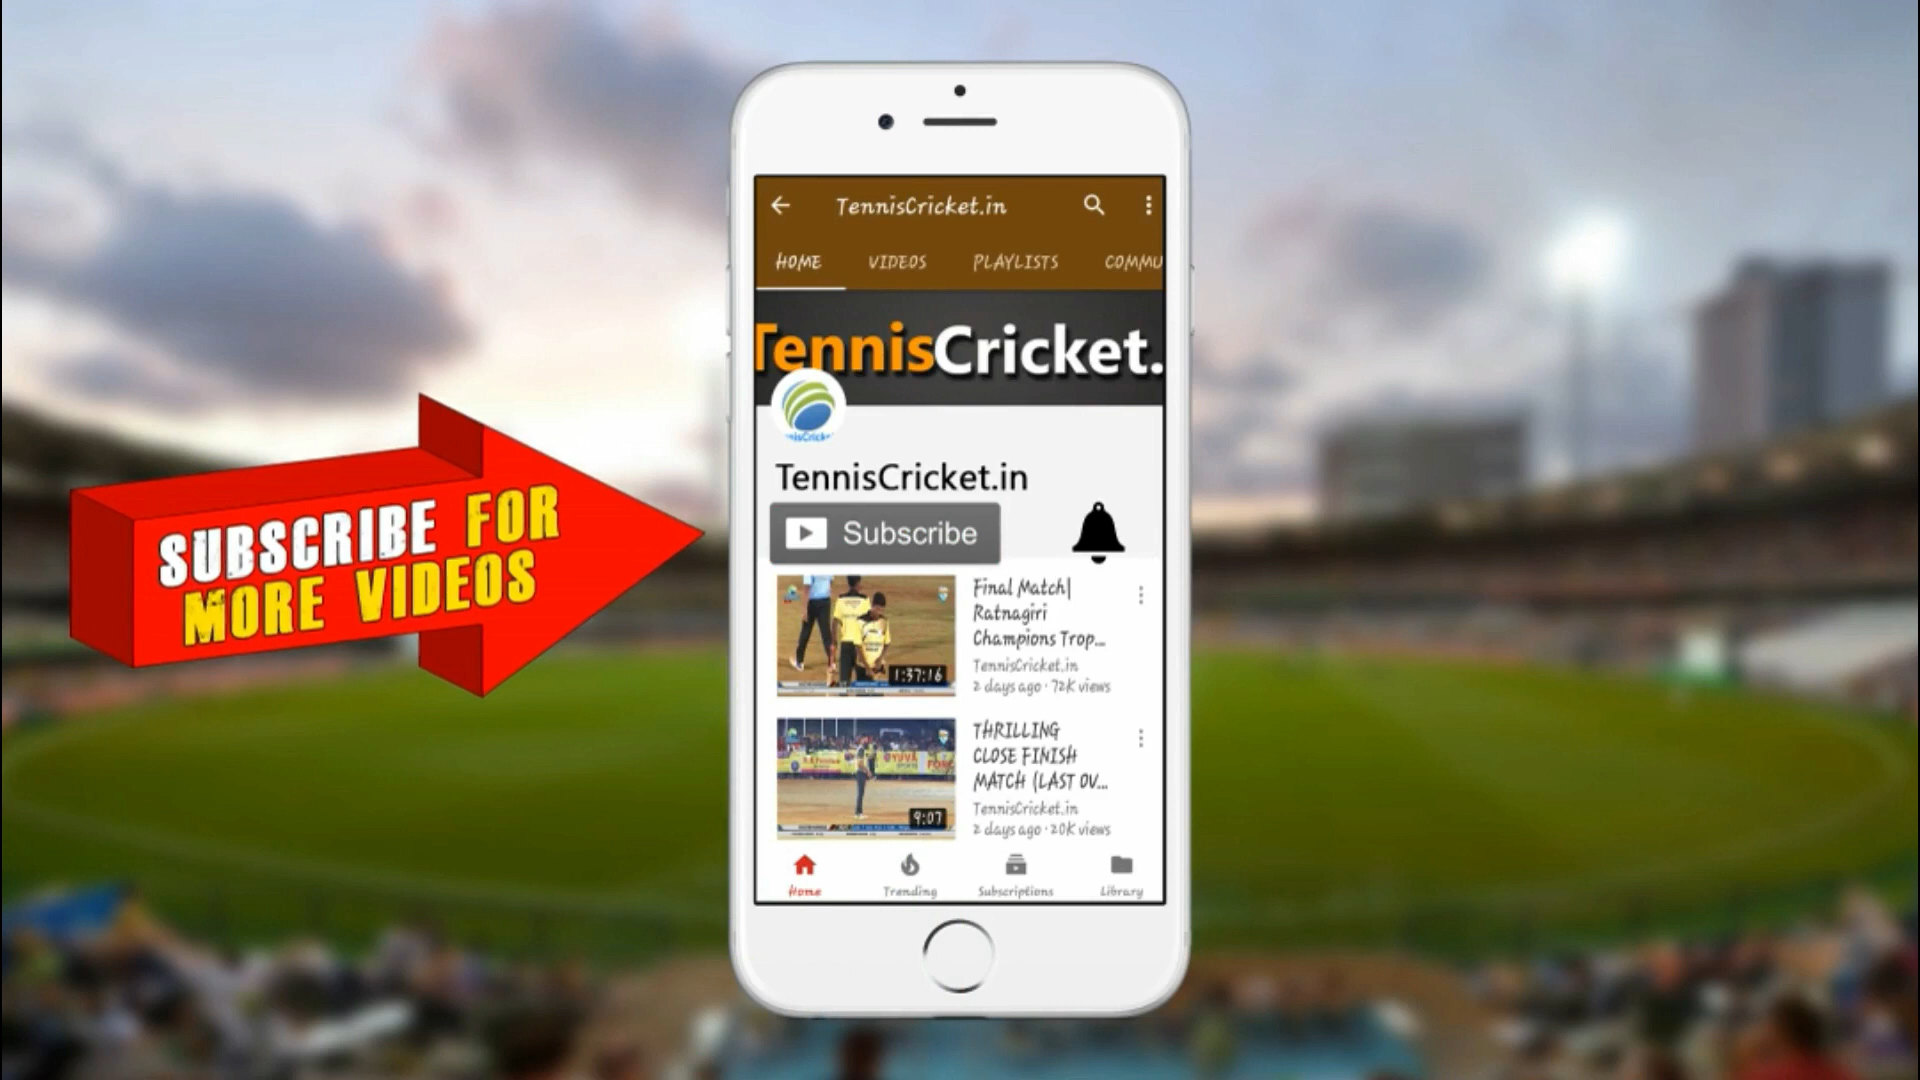 SUBSCRIBE FOR
MORE VIDEOS
TennisCricket.in
HOME VIDEOS PLAYLISTS COMMU
TennisCricket.
TennisCricket.in
Subscribe
Final Match|
Ratnagiri
Champions Trop...
TennisCricket.in
2 days ago · 72K views
1:37:16
THRILLING
CLOSE FINISH
MATCH (LAST OV...
TennisCricket.in
2 days ago · 20K views
9:07
Home Trending Subscriptions Library